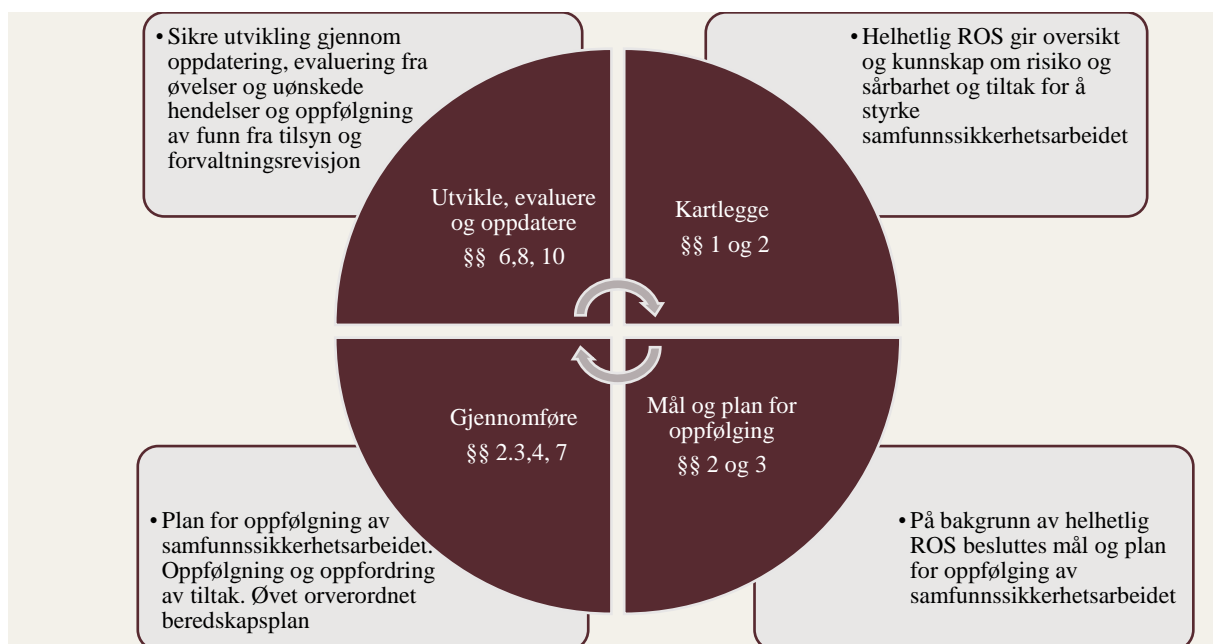 • Sikre utvikling gjennom
oppdatering, evaluering fra
øvelser og uønskede
hendelser og oppfølgning
av funn fra tilsyn og
forvaltningsrevisjon
• Helhetlig ROS gir oversikt
og kunnskap om risiko og
sårbarhet og tiltak for å
styrke
samfunnssikkerhetsarbeidet
Utvikle, evaluere
og oppdatere
§§ 6,8, 10
Kartlegge
§§ 1 og 2
Gjennomføre
§§ 2.3,4, 7
Mål og plan for
oppfølging
§§ 2 og 3
• Plan for oppfølgning av
samfunnssikkerhetsarbeidet.
Oppfølgning og oppfordring
av tiltak. Øvet orverordnet
beredskapsplan
• På bakgrunn av helhetlig
ROS besluttes mål og plan
for oppfølging av
samfunnssikkerhetsarbeidet